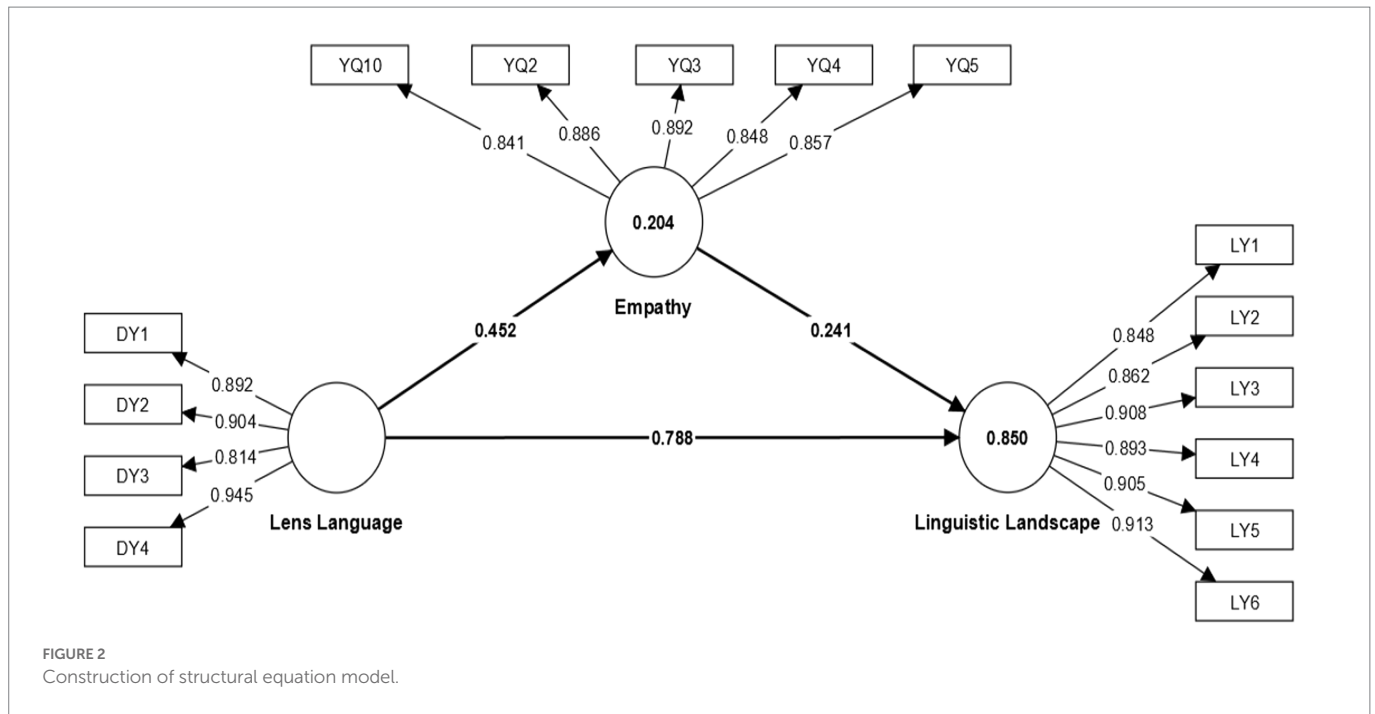 YQ10 YQ2 YQ3 YQ4 YQ5
0.841 0.886 0.892 0.848 0.857
0.204
Empathy
LY1
LY2
LY3
LY4
LY5
LY6
0.848
0.862
0.908
0.893
0.905
0.913
0.452 0.241
DY1
DY2
DY3
DY4
0.892
0.904
0.814
0.945
0.788
0.850
Lens Language
Linguistic Landscape
FIGURE 2
Construction of structural equation model.